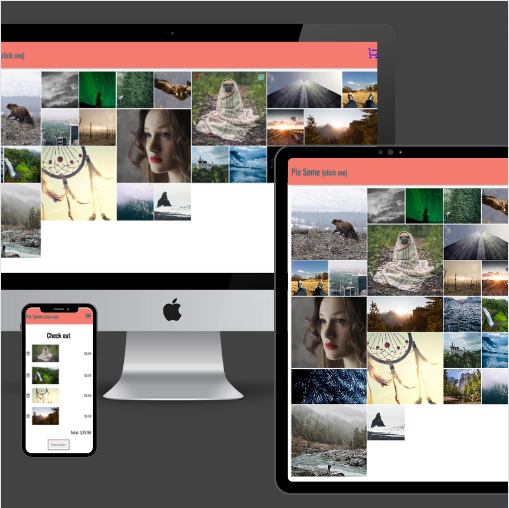 (click me)
Pic Some (click me)
Pic Some (click me)
Check out
$5.99
$5.99
$5.99
$5.99
Total: $23.96
Place Order